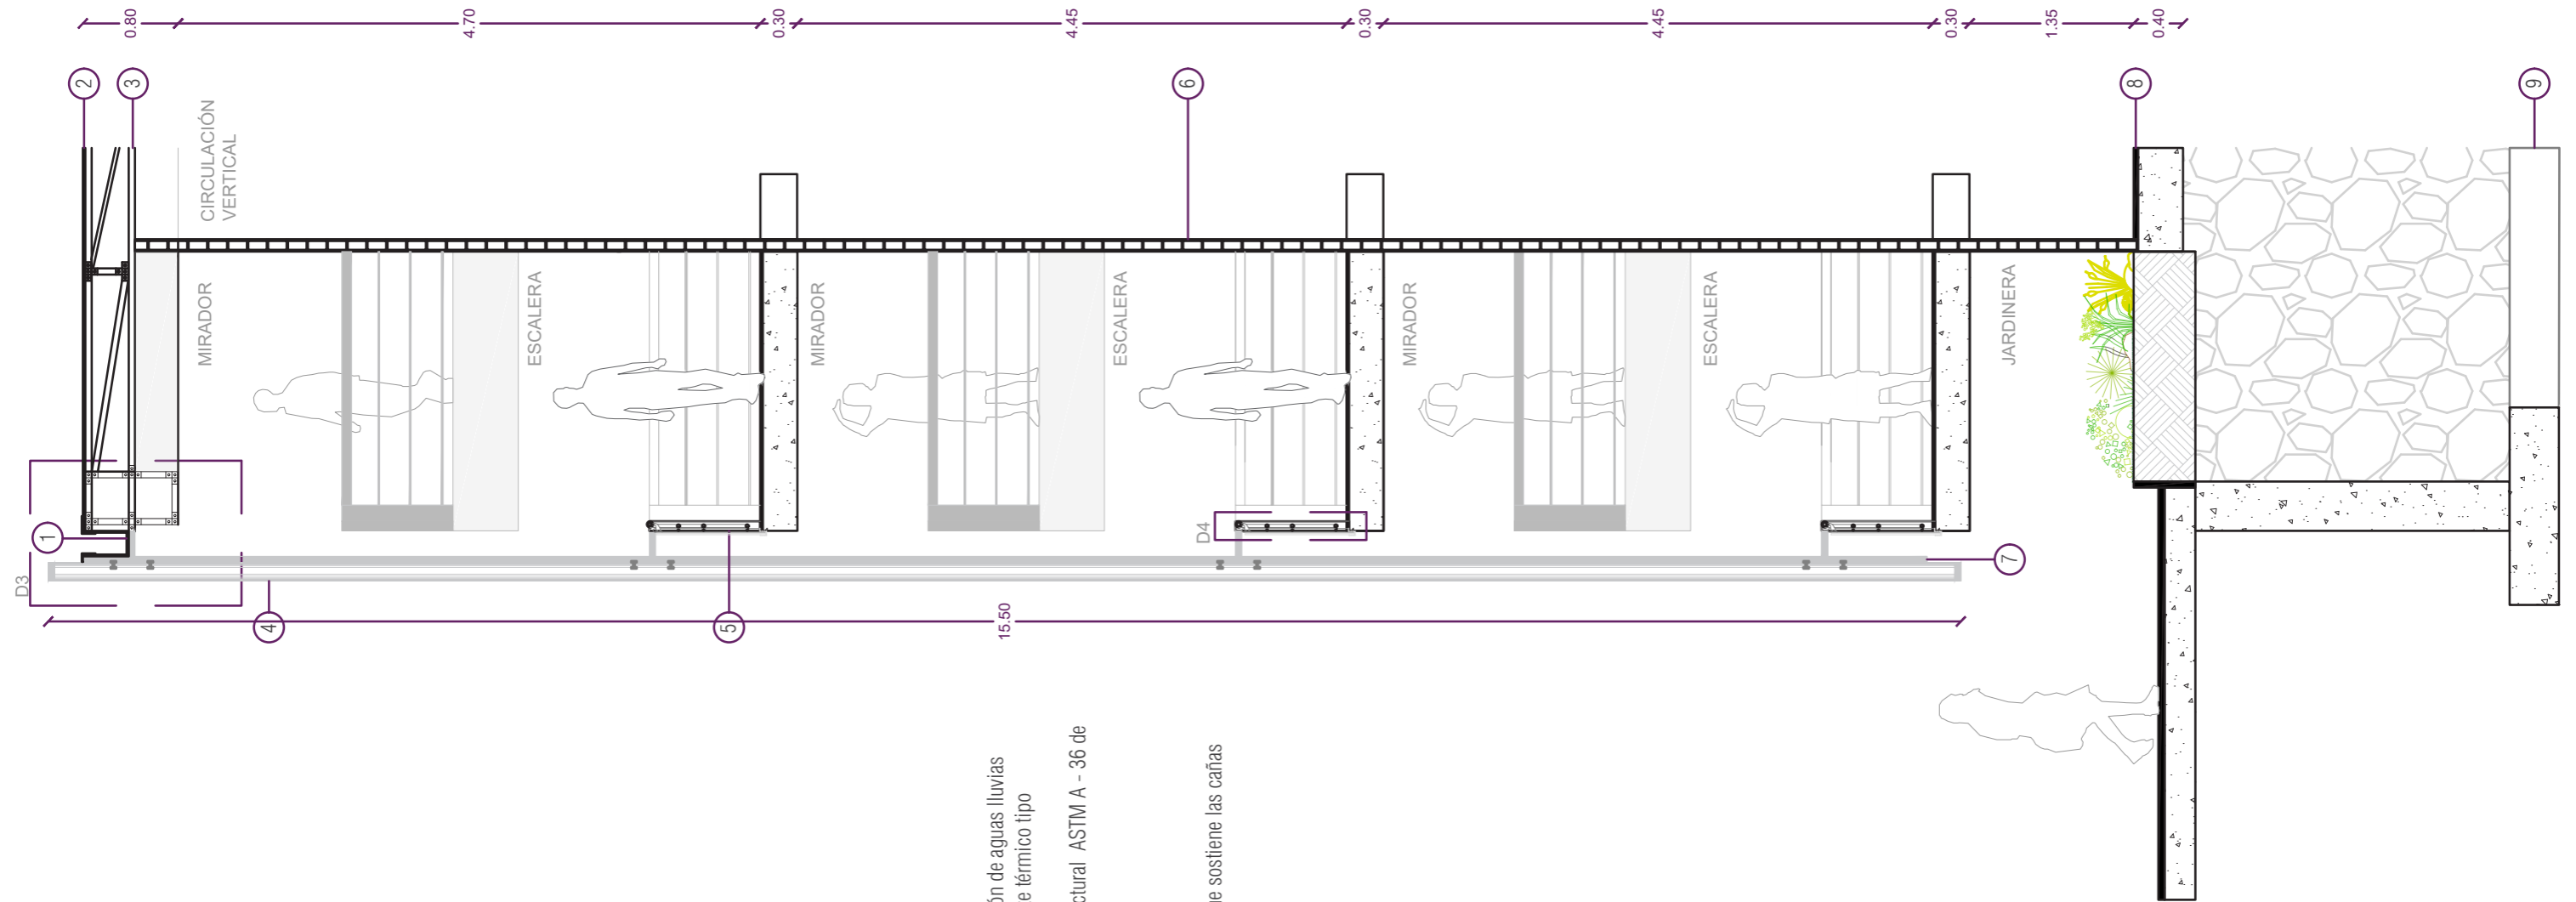 0.80
4.70
0.30
4.45
0.30
4.45
0.30
1.35
0.40
2
3
6
8
9
CIRCULACIÓN
VERTICAL
MIRADOR
ESCALERA
MIRADOR
ESCALERA
MIRADOR
ESCALERA
JARDINERA
1
D3
D4
7
4
5
15.50
ón de aguas lluvias
e térmico tipo
ctural ASTM A - 36 de
ue sostiene las cañas